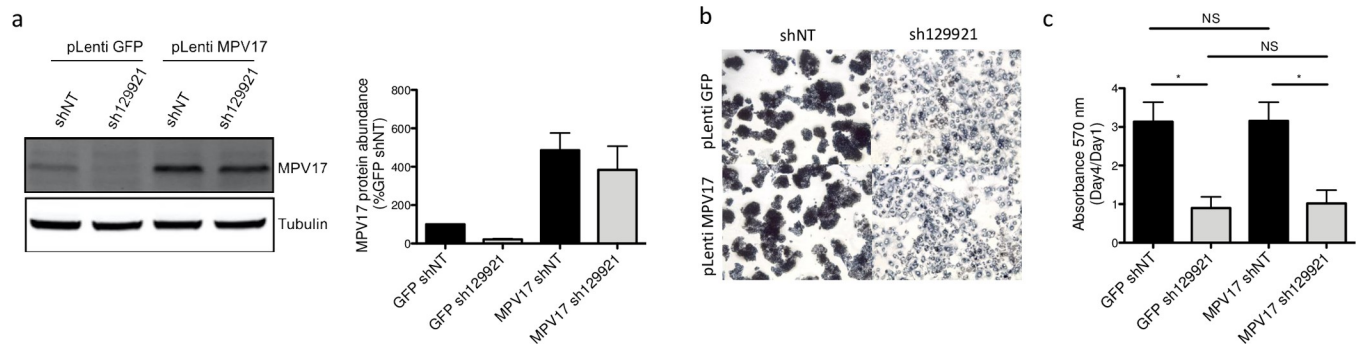 a
pLenti GFP
pLenti MPV17
shNT
sh129921
shNT
sh129921
MPV17
Tubulin
MPV17 protein abundance
(%GFP shNT)
800
600
400
200
0
GFP shNT
GFP sh129921
MPV17 shNT
MPV17 sh129921
b
shNT
sh129921
pLenti GFP
pLenti MPV17
c
NS
NS
*
*
Absorbance 570 nm
(Day4/Day1)
4
3
2
1
0
GFP shNT
GFP sh129921
MPV17 shNT
MPV17 sh129921